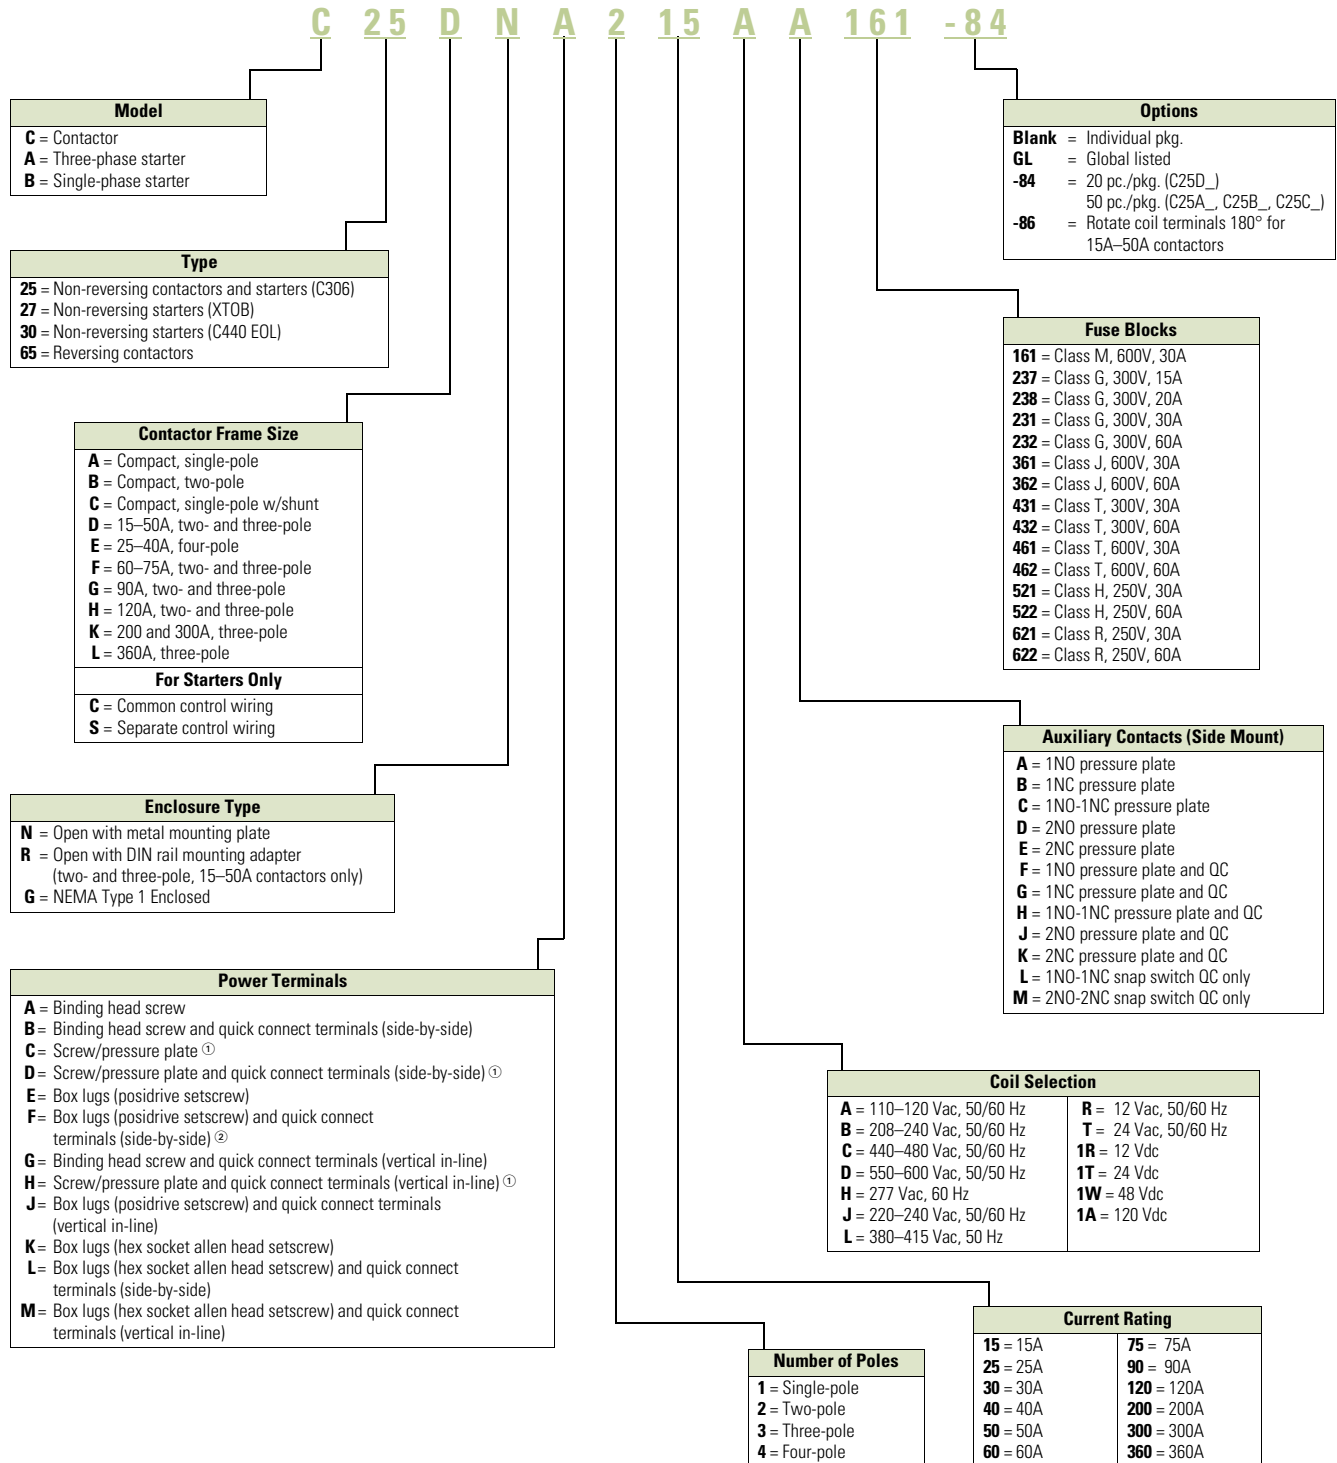 C 25 D N A 2 15 A A 161 -84
Model
C = Contactor
A = Three-phase starter
B = Single-phase starter
Type
25 = Non-reversing contactors and starters (C306)
27 = Non-reversing starters (XTOB)
30 = Non-reversing starters (C440 EOL)
65 = Reversing contactors
Contactor Frame Size
A = Compact, single-pole
B = Compact, two-pole
C = Compact, single-pole w/shunt
D = 15–50A, two- and three-pole
E = 25–40A, four-pole
F = 60–75A, two- and three-pole
G = 90A, two- and three-pole
H = 120A, two- and three-pole
K = 200 and 300A, three-pole
L = 360A, three-pole
For Starters Only
C = Common control wiring
S = Separate control wiring
Enclosure Type
N = Open with metal mounting plate
R = Open with DIN rail mounting adapter
(two- and three-pole, 15–50A contactors only)
G = NEMA Type 1 Enclosed
Power Terminals
A = Binding head screw
B = Binding head screw and quick connect terminals (side-by-side)
C = Screw/pressure plate ①
D = Screw/pressure plate and quick connect terminals (side-by-side) ①
E = Box lugs (posidrive setscrew)
F = Box lugs (posidrive setscrew) and quick connect
terminals (side-by-side) ②
G = Binding head screw and quick connect terminals (vertical in-line)
H = Screw/pressure plate and quick connect terminals (vertical in-line) ①
J = Box lugs (posidrive setscrew) and quick connect terminals
(vertical in-line)
K = Box lugs (hex socket allen head setscrew)
L = Box lugs (hex socket allen head setscrew) and quick connect
terminals (side-by-side)
M = Box lugs (hex socket allen head setscrew) and quick connect
terminals (vertical in-line)
Options
Blank = Individual pkg.
GL = Global listed
-84 = 20 pc./pkg. (C25D_)
50 pc./pkg. (C25A_, C25B_, C25C_)
-86 = Rotate coil terminals 180° for
15A–50A contactors
Fuse Blocks
161 = Class M, 600V, 30A
237 = Class G, 300V, 15A
238 = Class G, 300V, 20A
231 = Class G, 300V, 30A
232 = Class G, 300V, 60A
361 = Class J, 600V, 30A
362 = Class J, 600V, 60A
431 = Class T, 300V, 30A
432 = Class T, 300V, 60A
461 = Class T, 600V, 30A
462 = Class T, 600V, 60A
521 = Class H, 250V, 30A
522 = Class H, 250V, 60A
621 = Class R, 250V, 30A
622 = Class R, 250V, 60A
Auxiliary Contacts (Side Mount)
A = 1NO pressure plate
B = 1NC pressure plate
C = 1NO-1NC pressure plate
D = 2NO pressure plate
E = 2NC pressure plate
F = 1NO pressure plate and QC
G = 1NC pressure plate and QC
H = 1NO-1NC pressure plate and QC
J = 2NO pressure plate and QC
K = 2NC pressure plate and QC
L = 1NO-1NC snap switch QC only
M = 2NO-2NC snap switch QC only
Coil Selection
A = 110–120 Vac, 50/60 Hz
B = 208–240 Vac, 50/60 Hz
C = 440–480 Vac, 50/60 Hz
D = 550–600 Vac, 50/50 Hz
H = 277 Vac, 60 Hz
J = 220–240 Vac, 50/60 Hz
L = 380–415 Vac, 50 Hz
R = 12 Vac, 50/60 Hz
T = 24 Vac, 50/60 Hz
1R = 12 Vdc
1T = 24 Vdc
1W = 48 Vdc
1A = 120 Vdc
Number of Poles
1 = Single-pole
2 = Two-pole
3 = Three-pole
4 = Four-pole
Current Rating
15 = 15A
25 = 25A
30 = 30A
40 = 40A
50 = 50A
60 = 60A
75 = 75A
90 = 90A
120 = 120A
200 = 200A
300 = 300A
360 = 360A